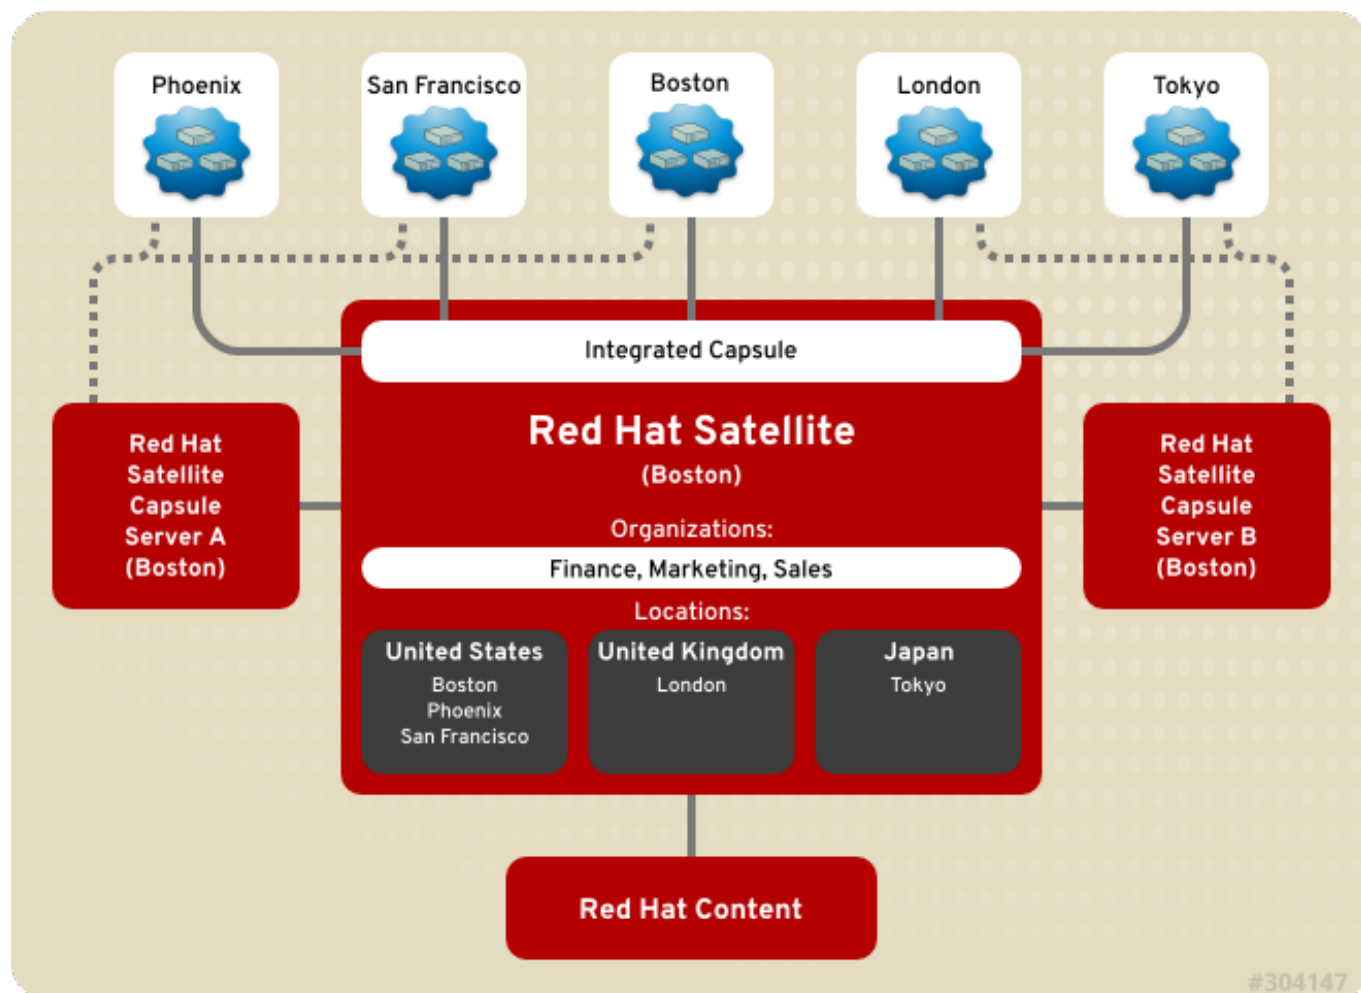 Phoenix
San Francisco
Boston
London
Tokyo
Integrated Capsule
Red Hat Satellite
(Boston)
Red Hat
Satellite
Capsule
Server A
(Boston)
Red Hat
Satellite
Capsule
Server B
(Boston)
Organizations:
Finance, Marketing, Sales
Locations:
United States
Boston
Phoenix
San Francisco
United Kingdom
London
Japan
Tokyo
Red Hat Content
#304147